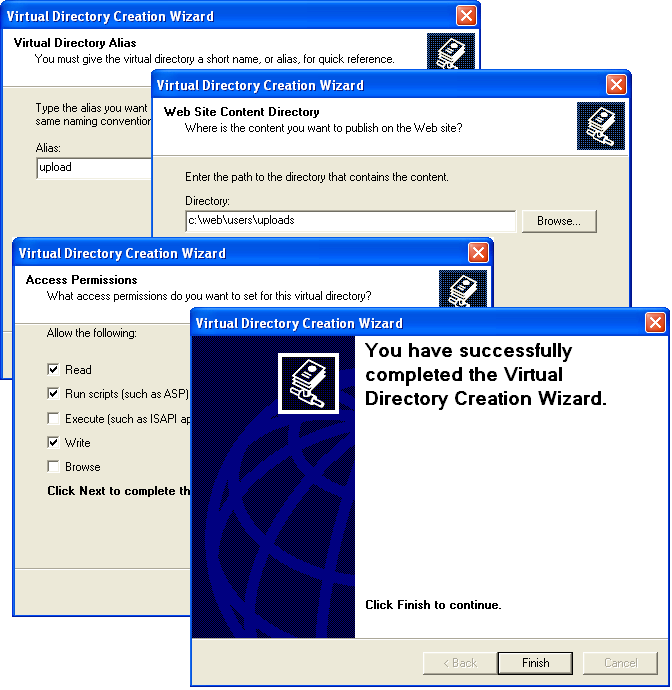 Virtual Directory Creation Wizard
Virtual Directory Alias
You must give the virtual directory a short name, or alias, for quick reference.
Type the alias you want
same naming convention
Alias:
upload
Virtual Directory Creation Wizard
Web Site Content Directory
Where is the content you want to publish on the Web site?
Enter the path to the directory that contains the content.
Directory:
c:\web\users\uploads
Browse...
Virtual Directory Creation Wizard
Access Permissions
What access permissions do you want to set for this virtual directory?
Allow the following:
Read
Run scripts (such as ASP)
Execute (such as ISAPI ap
Write
Browse
Click Next to complete th
Virtual Directory Creation Wizard
You have successfully
completed the Virtual
Directory Creation Wizard.
Click Finish to continue.
< Back
Finish
Cancel